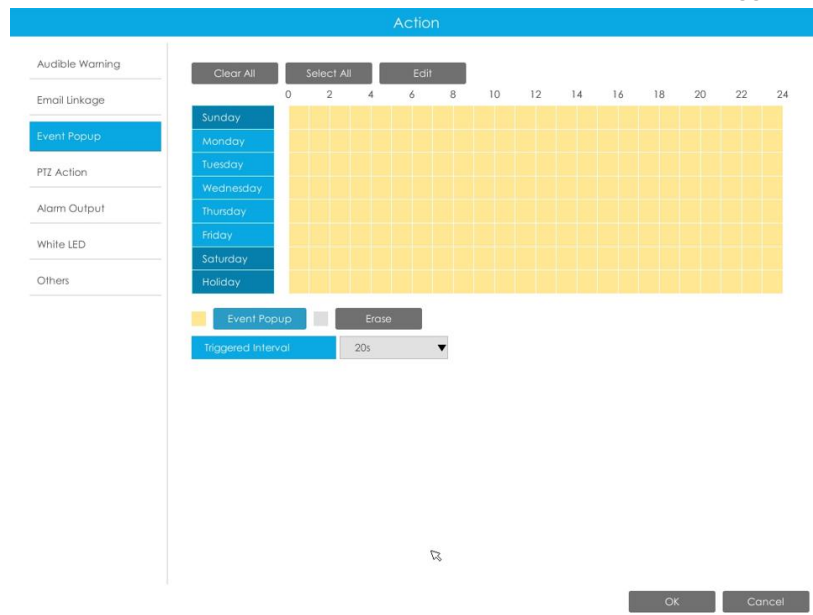 Action
Audible Warning
Email Linkage
Event Popup
PTZ Action
Alarm Output
White LED
Others
Clear All Select All Edit
0 2 4 6 8 10 12 14 16 18 20 22 24
Sunday
Monday
Tuesday
Wednesday
Thursday
Friday
Saturday
Holiday
Event Popup Erase
Triggered Interval 20s
OK Cancel